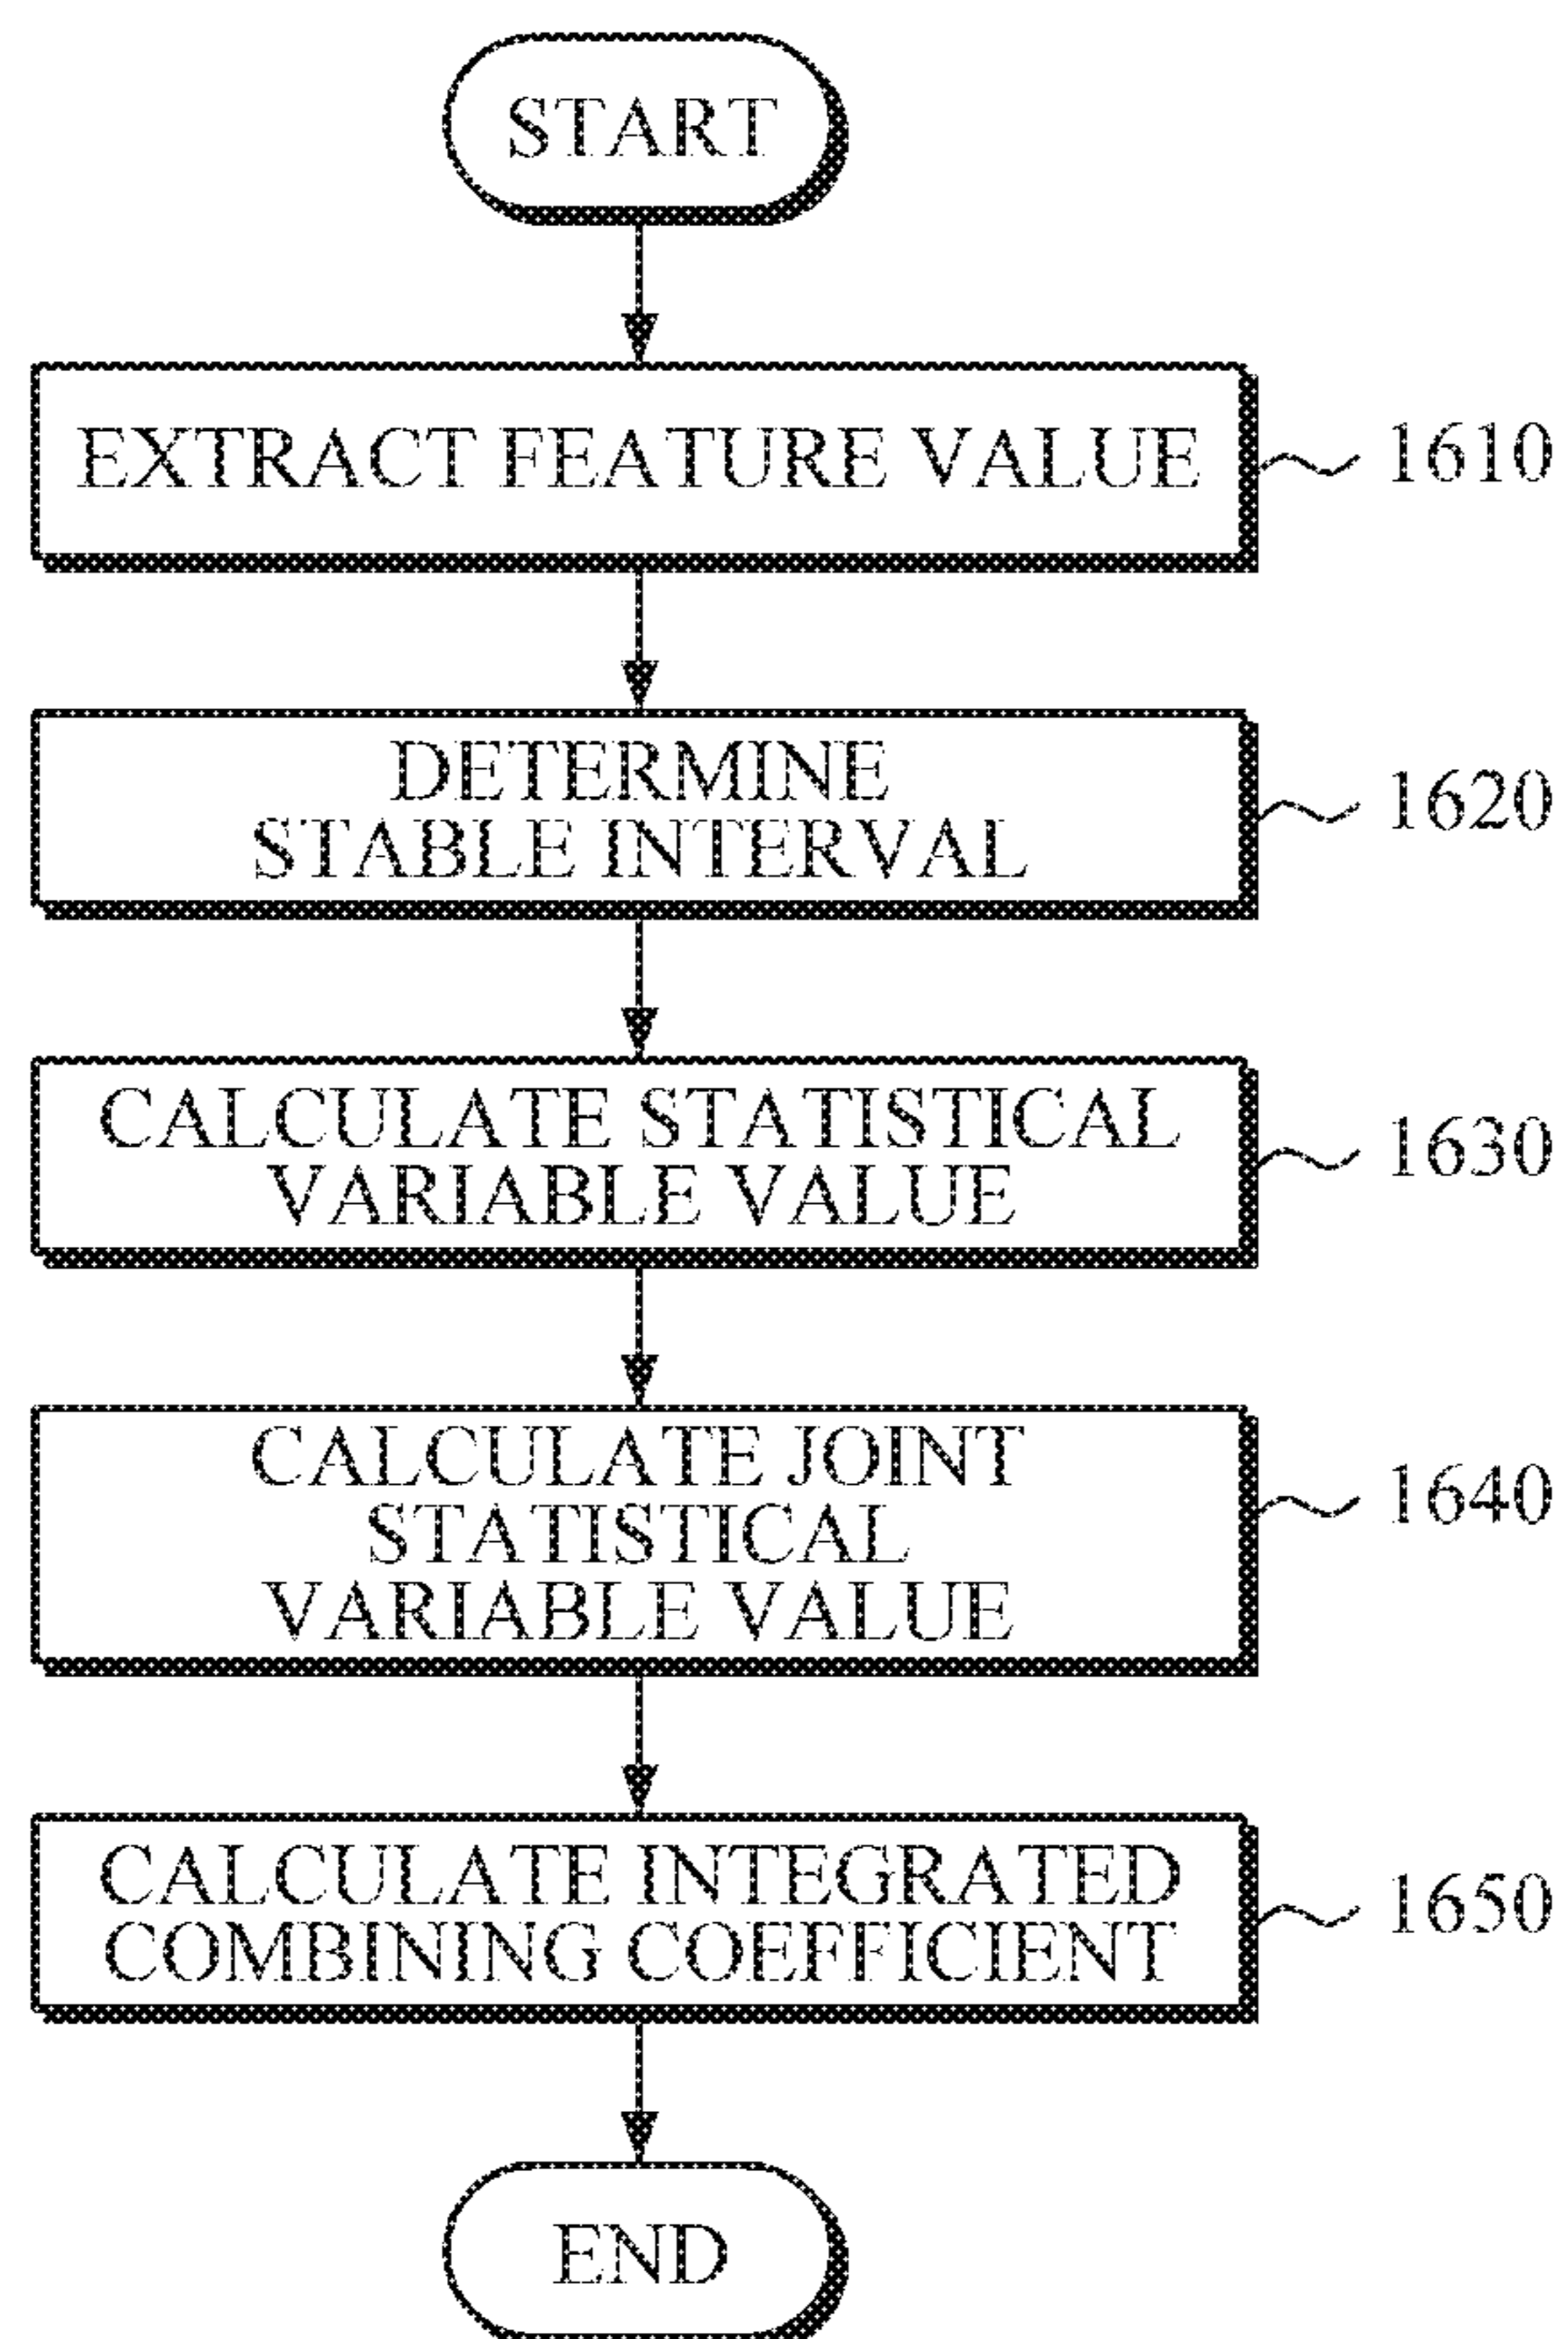 START
EXTRACT FEATURE VALUE
1610
DETERMINE
STABLE INTERVAL
1620
CALCULATE STATISTICAL
VARIABLE VALUE
1630
CALCULATE JOINT
STATISTICAL
VARIABLE VALUE
1640
CALCULATE INTEGRATED
COMBINING COEFFICIENT
1650
END